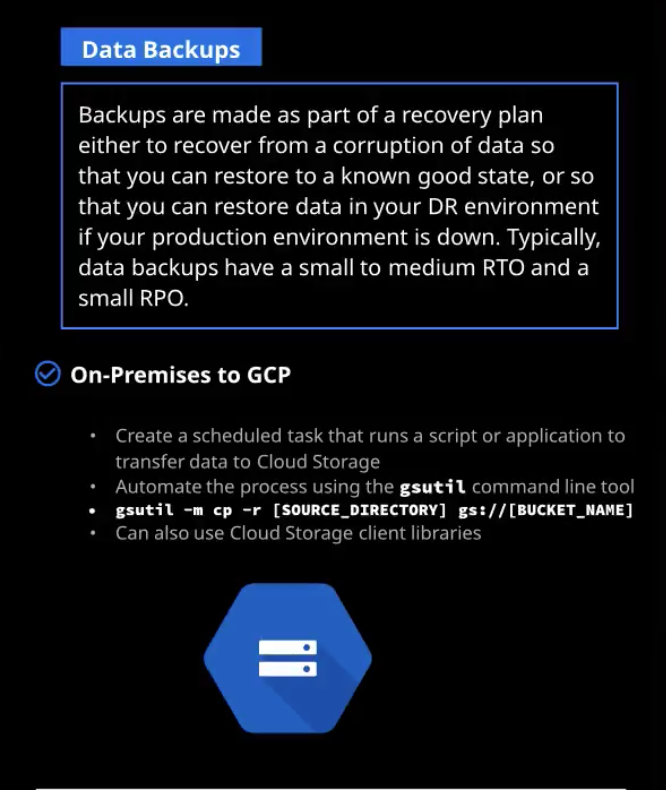 Data Backups
Backups are made as part of a recovery plan
either to recover from a corruption of data so
that you can restore to a known good state, or so
that you can restore data in your DR environment
if your production environment is down. Typically,
data backups have a small to medium RTO and a
small RPO.
On-Premises to GCP
• Create a scheduled task that runs a script or application to
transfer data to Cloud Storage
• Automate the process using the gsutil command line tool
• gsutil -m cp -r [SOURCE_DIRECTORY] gs://[BUCKET_NAME]
• Can also use Cloud Storage client libraries